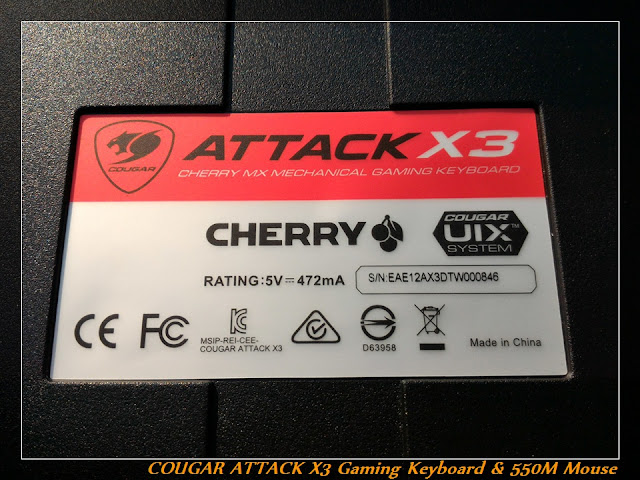 COUGAR
ATTACK X3
CHERRY MX MECHANICAL GAMING KEYBOARD
CHERRY
COUGAR
UIX™
SYSTEM
RATING:5V⎓472mA
S/N:EAE12AX3DTW000846
CE FC
MSIP-REI-CEE-
COUGAR ATTACK X3
D63958
Made in China
COUGAR ATTACK X3 Gaming Keyboard & 550M Mouse